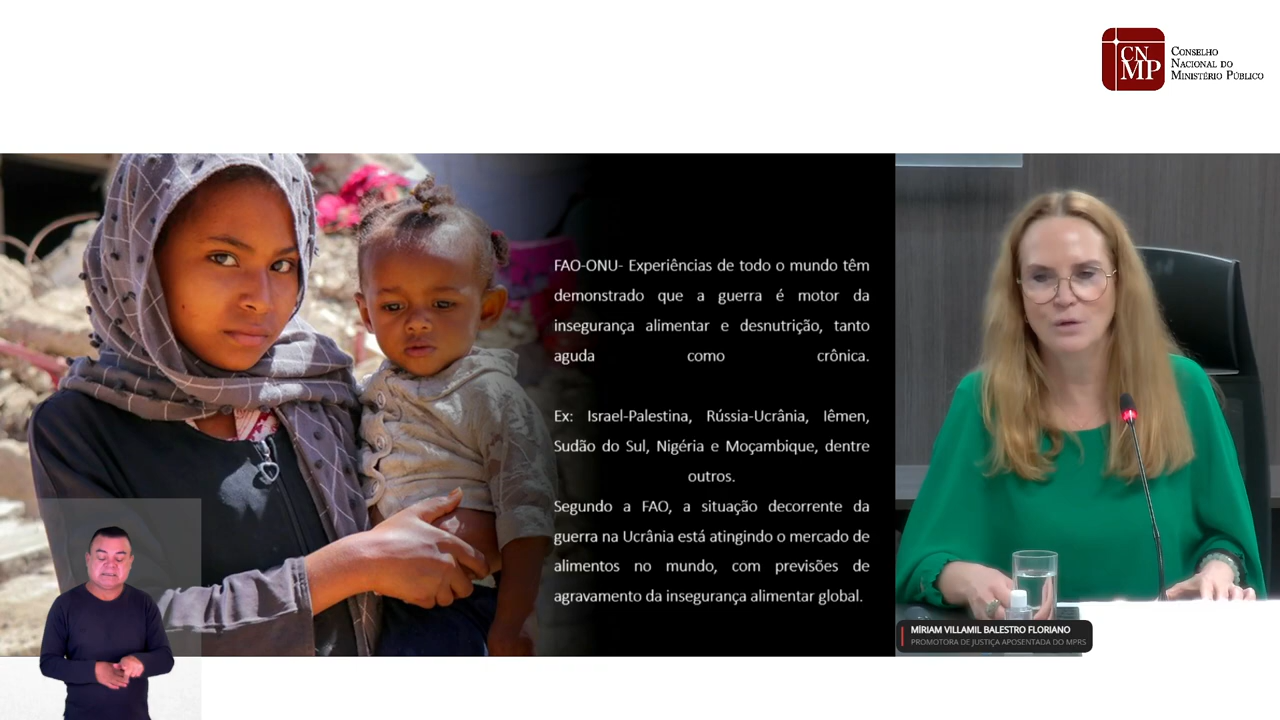 CN
MP
CONSELHO
NACIONAL DO
MINISTÉRIO PÚBLICO
FAO-ONU- Experiências de todo o mundo têm
demonstrado que a guerra é motor da
insegurança alimentar e desnutrição, tanto
aguda como crônica.
Ex: Israel-Palestina, Rússia-Ucrânia, Iêmen,
Sudão do Sul, Nigéria e Moçambique, dentre
outros.
Segundo a FAO, a situação decorrente da
guerra na Ucrânia está atingindo o mercado de
alimentos no mundo, com previsões de
agravamento da insegurança alimentar global.
MÍRIAM VILLAMIL BALESTRO FLORIANO
PROMOTORA DE JUSTIÇA APOSENTADA DO MPRS